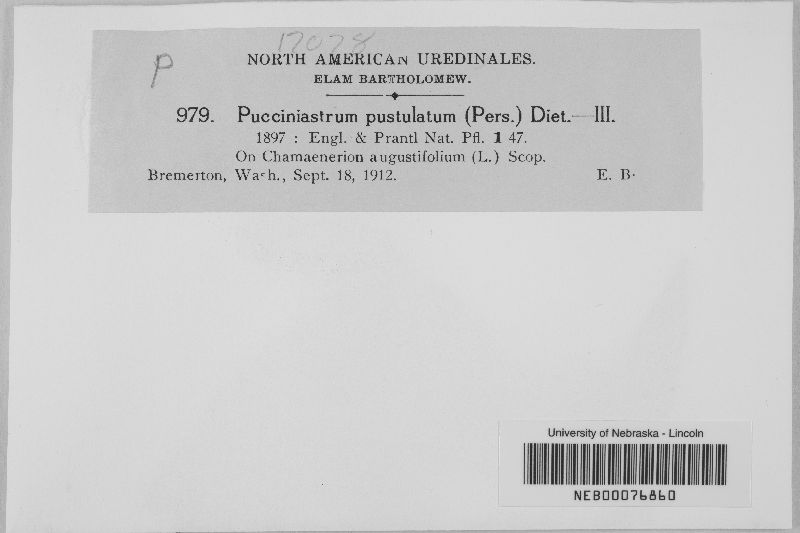 17078
P
NORTH AMERICAN UREDINALES.
ELAM BARTHOLOMEW.
979. Pucciniastrum pustulatum (Pers.) Diet.—III.
1897 : Engl. & Prantl Nat. Pfl. 1 47.
On Chamaenerion augustifolium (L.) Scop.
Bremerton, Wash., Sept. 18, 1912. E. B.
University of Nebraska - Lincoln
NEB00076860